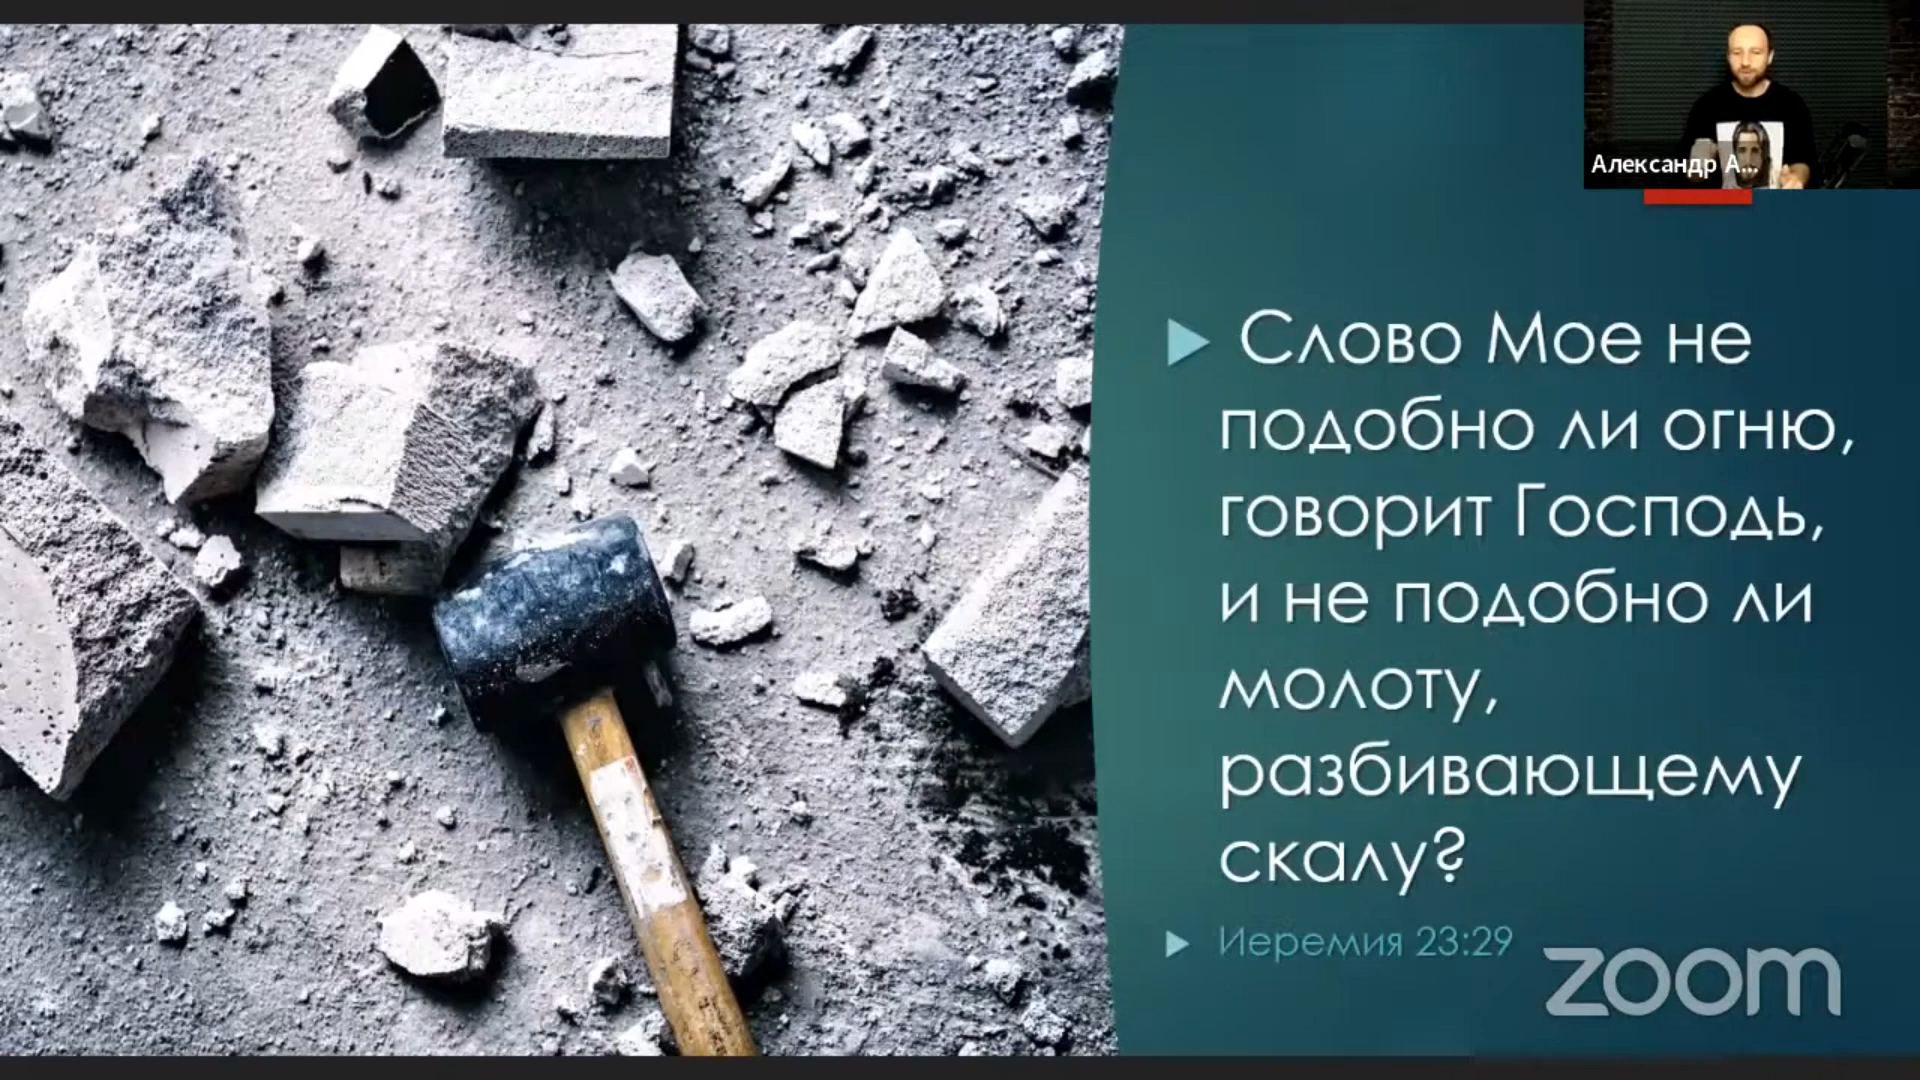 Александр А...
Слово Мое не
подобно ли огню,
говорит Господь,
и не подобно ли
молоту,
разбивающему
скалу?
Иеремия 23:29
zoom